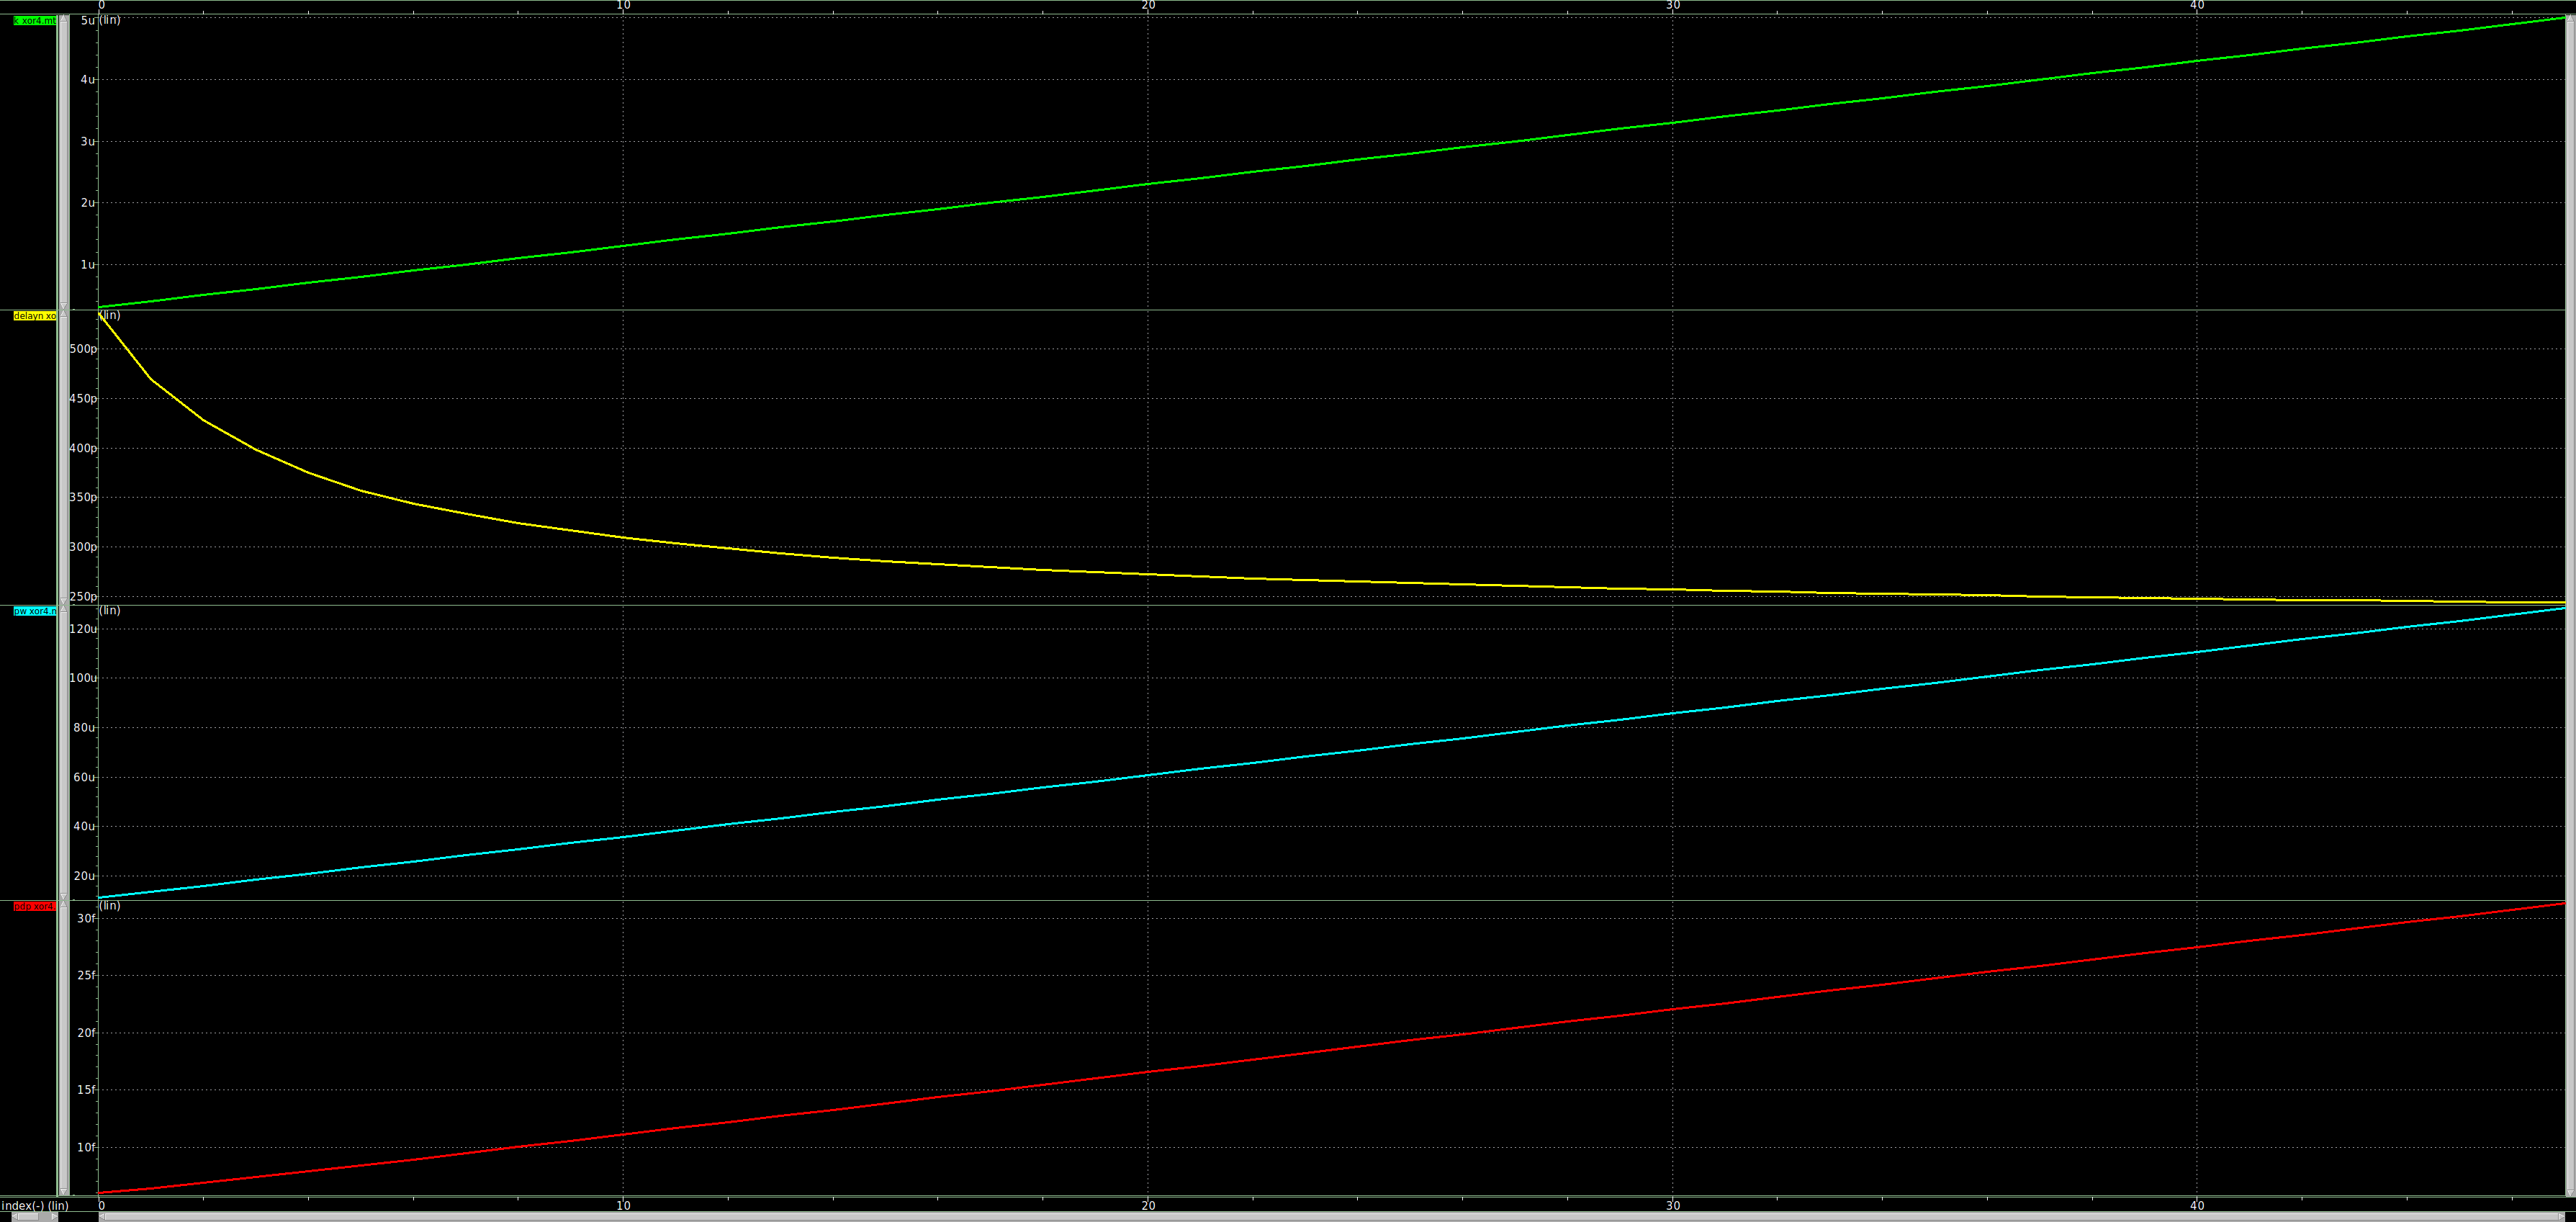 0 10 20 30 40
k xor4.mt 5u (lin)
4u
3u
2u
1u
delayn xo (lin)
500p
450p
400p
350p
300p
250p
pw xor4.n (lin)
120u
100u
80u
60u
40u
20u
pdp xor4. (lin)
30f
25f
20f
15f
10f
index(-) (lin) 0 10 20 30 40